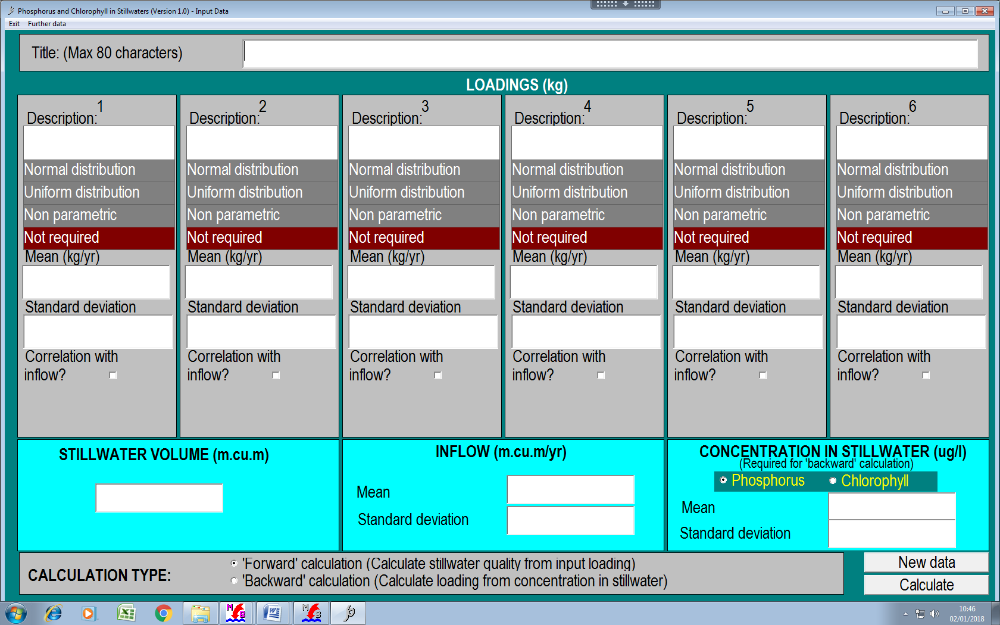 Phosphorus and Chlorophyll in Stillwaters (Version 1.0) - Input Data
Exit Further data
Title: (Max 80 characters)
LOADINGS (kg)
1 2 3 4 5 6
Description: Description: Description: Description: Description: Description:
Normal distribution Normal distribution Normal distribution Normal distribution Normal distribution Normal distribution
Uniform distribution Uniform distribution Uniform distribution Uniform distribution Uniform distribution Uniform distribution
Non parametric Non parametric Non parametric Non parametric Non parametric Non parametric
Not required Not required Not required Not required Not required Not required
Mean (kg/yr) Mean (kg/yr) Mean (kg/yr) Mean (kg/yr) Mean (kg/yr) Mean (kg/yr)
Standard deviation Standard deviation Standard deviation Standard deviation Standard deviation Standard deviation
Correlation with Correlation with Correlation with Correlation with Correlation with Correlation with
inflow? inflow? inflow? inflow? inflow? inflow?
STILLWATER VOLUME (m.cu.m)
INFLOW (m.cu.m/yr)
Mean
Standard deviation
CONCENTRATION IN STILLWATER (ug/l)
(Required for 'backward' calculation)
Phosphorus Chlorophyll
Mean
Standard deviation
CALCULATION TYPE:
'Forward' calculation (Calculate stillwater quality from input loading)
'Backward' calculation (Calculate loading from concentration in stillwater)
New data
Calculate
M B M B
10:46
02/01/2018